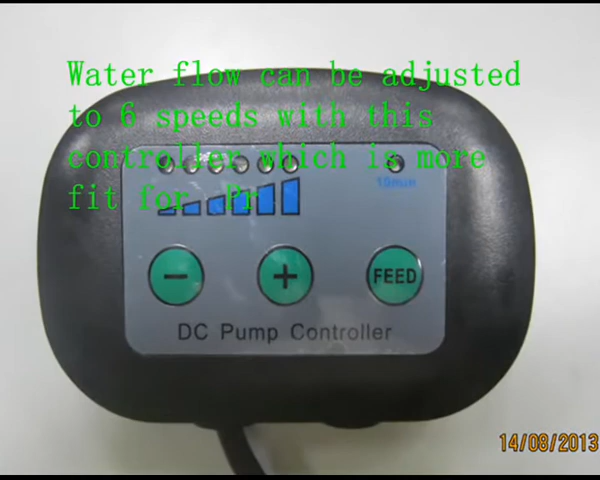 Water flow can be adjusted
to 6 speeds with this
controller which is more
fit for Pr
10min
FEED
DC Pump Controller
14/08/2013